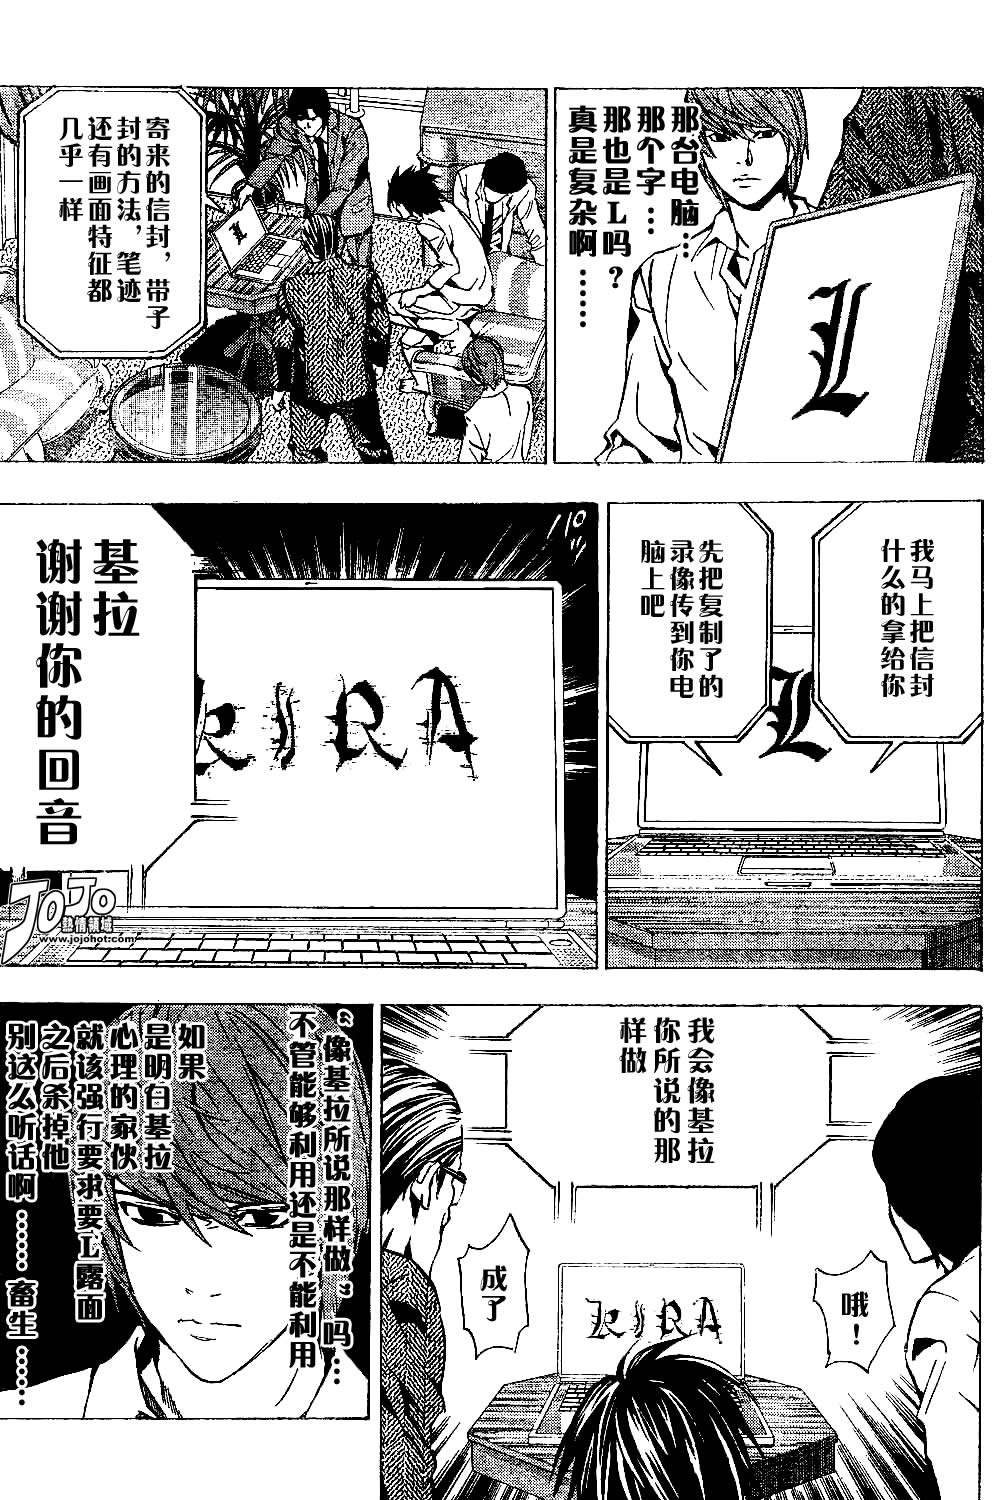 那台电脑…
那个字…
那也是L吗？
真是复杂啊……
L
寄来的信封，带子
封的方法，笔迹
还有画面特征都
几乎一样
L
我马上把信封
什么的拿给你
先把复制了的
录像传到你电
脑上吧
L
基拉
谢谢你的回音
KIRA
JOJO
热情领域
www.jojohot.com
我会像基拉
你所说的那
样做
哦！
成了
KIRA
“像基拉所说那样做”吗…
不管能够利用还是不能利用
如果
是明白基拉
心理的家伙
就该强行要求要L露面
之后杀掉他
别这么听话啊……畜生……